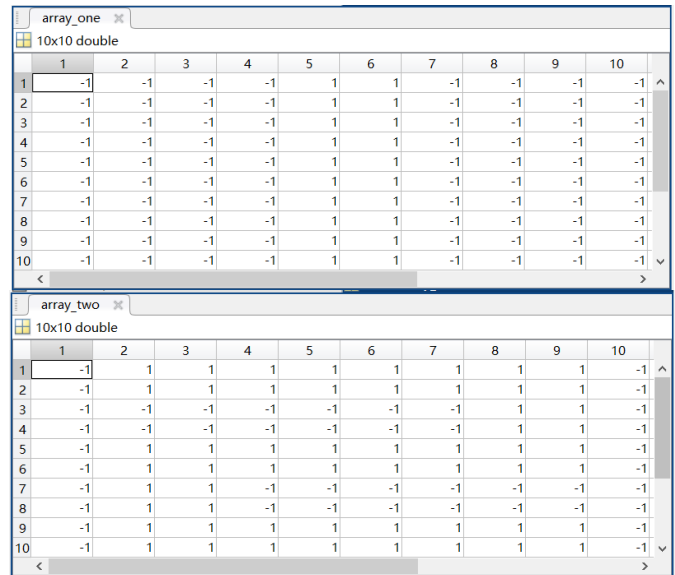 array_one
10x10 double
1 2 3 4 5 6 7 8 9 10
1 -1 -1 -1 -1 1 1 -1 -1 -1 -1
2 -1 -1 -1 -1 1 1 -1 -1 -1 -1
3 -1 -1 -1 -1 1 1 -1 -1 -1 -1
4 -1 -1 -1 -1 1 1 -1 -1 -1 -1
5 -1 -1 -1 -1 1 1 -1 -1 -1 -1
6 -1 -1 -1 -1 1 1 -1 -1 -1 -1
7 -1 -1 -1 -1 1 1 -1 -1 -1 -1
8 -1 -1 -1 -1 1 1 -1 -1 -1 -1
9 -1 -1 -1 -1 1 1 -1 -1 -1 -1
10 -1 -1 -1 -1 1 1 -1 -1 -1 -1
array_two
10x10 double
1 2 3 4 5 6 7 8 9 10
1 -1 1 1 1 1 1 1 1 1 -1
2 -1 1 1 1 1 1 1 1 1 -1
3 -1 -1 -1 -1 -1 -1 -1 1 1 -1
4 -1 -1 -1 -1 -1 -1 -1 1 1 -1
5 -1 1 1 1 1 1 1 1 1 -1
6 -1 1 1 1 1 1 1 1 1 -1
7 -1 1 1 -1 -1 -1 -1 -1 -1 -1
8 -1 1 1 -1 -1 -1 -1 -1 -1 -1
9 -1 1 1 1 1 1 1 1 1 -1
10 -1 1 1 1 1 1 1 1 1 -1